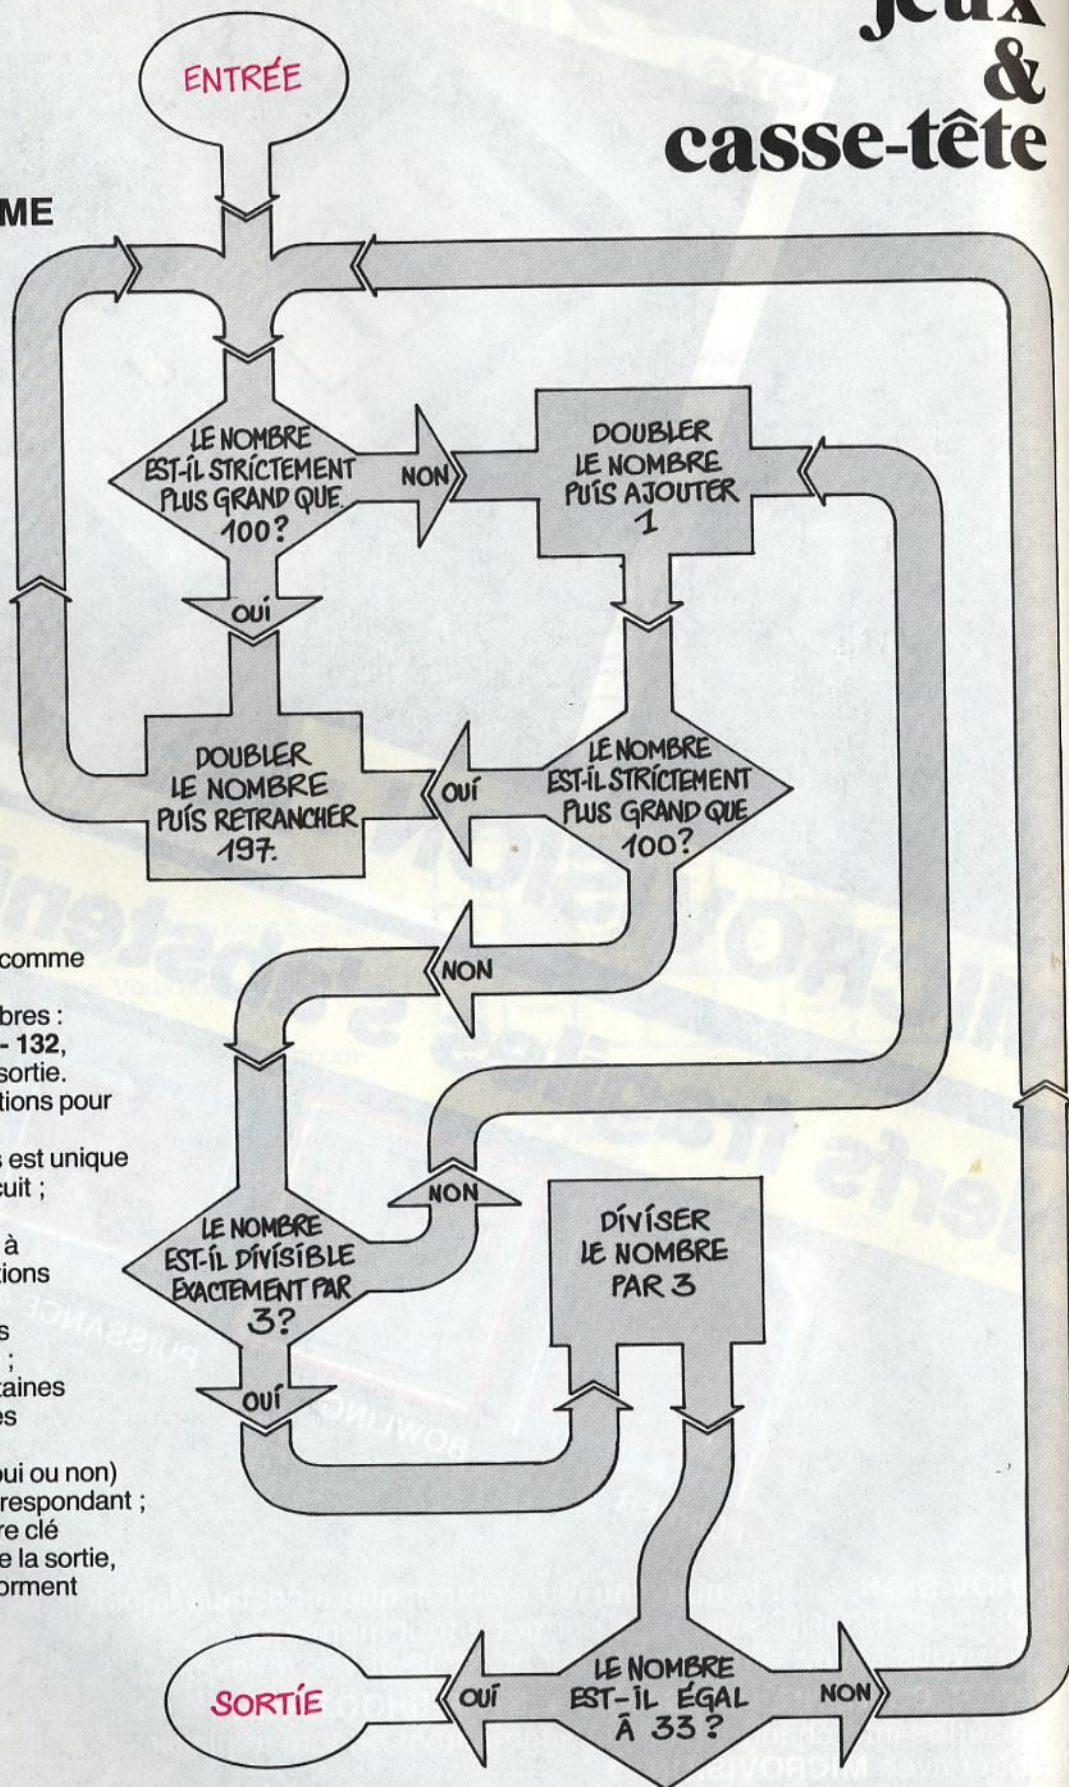 jeux
&
casse-tête
ENTRÉE
ME
LE NOMBRE
EST-IL STRICTEMENT
PLUS GRAND QUE
100?
NON
DOUBLER
LE NOMBRE
PUIS AJOUTER
1
OUI
DOUBLER
LE NOMBRE
PUIS RETRANCHER
197.
OUI
LE NOMBRE
EST-IL STRICTEMENT
PLUS GRAND QUE
100?
NON
comme
bres :
- 132,
sortie.
tions pour
s est unique
cuit ;
à
tions
s
;
taines
es
oui ou non)
respondant ;
re clé
e la sortie,
orment
NON
LE NOMBRE
EST-IL DIVISIBLE
EXACTEMENT PAR
3?
DIVISER
LE NOMBRE
PAR 3
OUI
SORTIE
OUI
LE NOMBRE
EST-IL ÉGAL
À 33?
NON